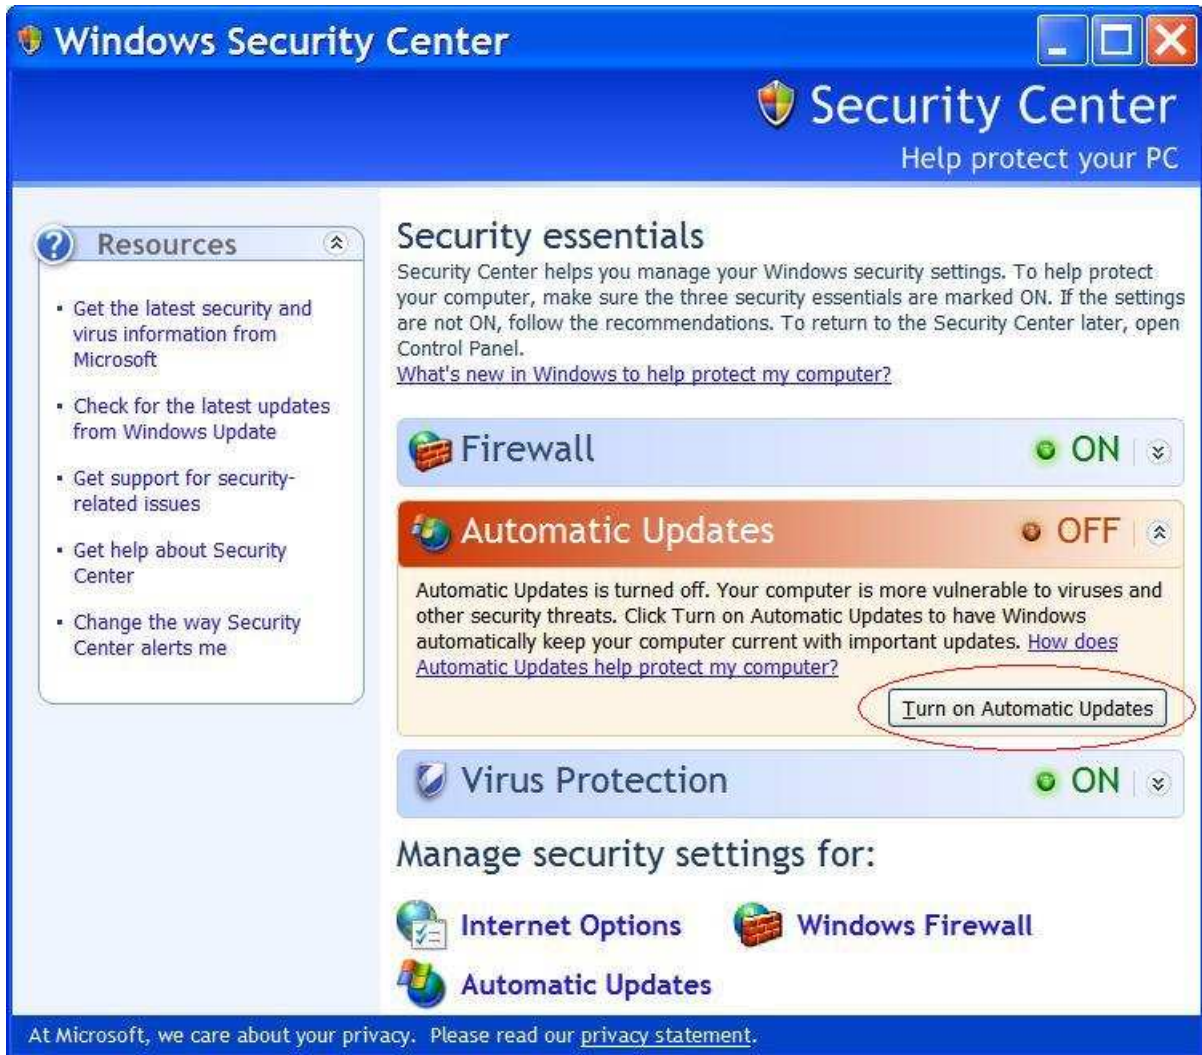 Windows Security Center
Security Center
Help protect your PC
Resources
▪ Get the latest security and
virus information from
Microsoft
▪ Check for the latest updates
from Windows Update
▪ Get support for security-
related issues
▪ Get help about Security
Center
▪ Change the way Security
Center alerts me
Security essentials
Security Center helps you manage your Windows security settings. To help protect
your computer, make sure the three security essentials are marked ON. If the settings
are not ON, follow the recommendations. To return to the Security Center later, open
Control Panel.
What's new in Windows to help protect my computer?
Firewall ON
Automatic Updates OFF
Automatic Updates is turned off. Your computer is more vulnerable to viruses and
other security threats. Click Turn on Automatic Updates to have Windows
automatically keep your computer current with important updates. How does
Automatic Updates help protect my computer?
Turn on Automatic Updates
Virus Protection ON
Manage security settings for:
Internet Options Windows Firewall
Automatic Updates
At Microsoft, we care about your privacy. Please read our privacy statement.